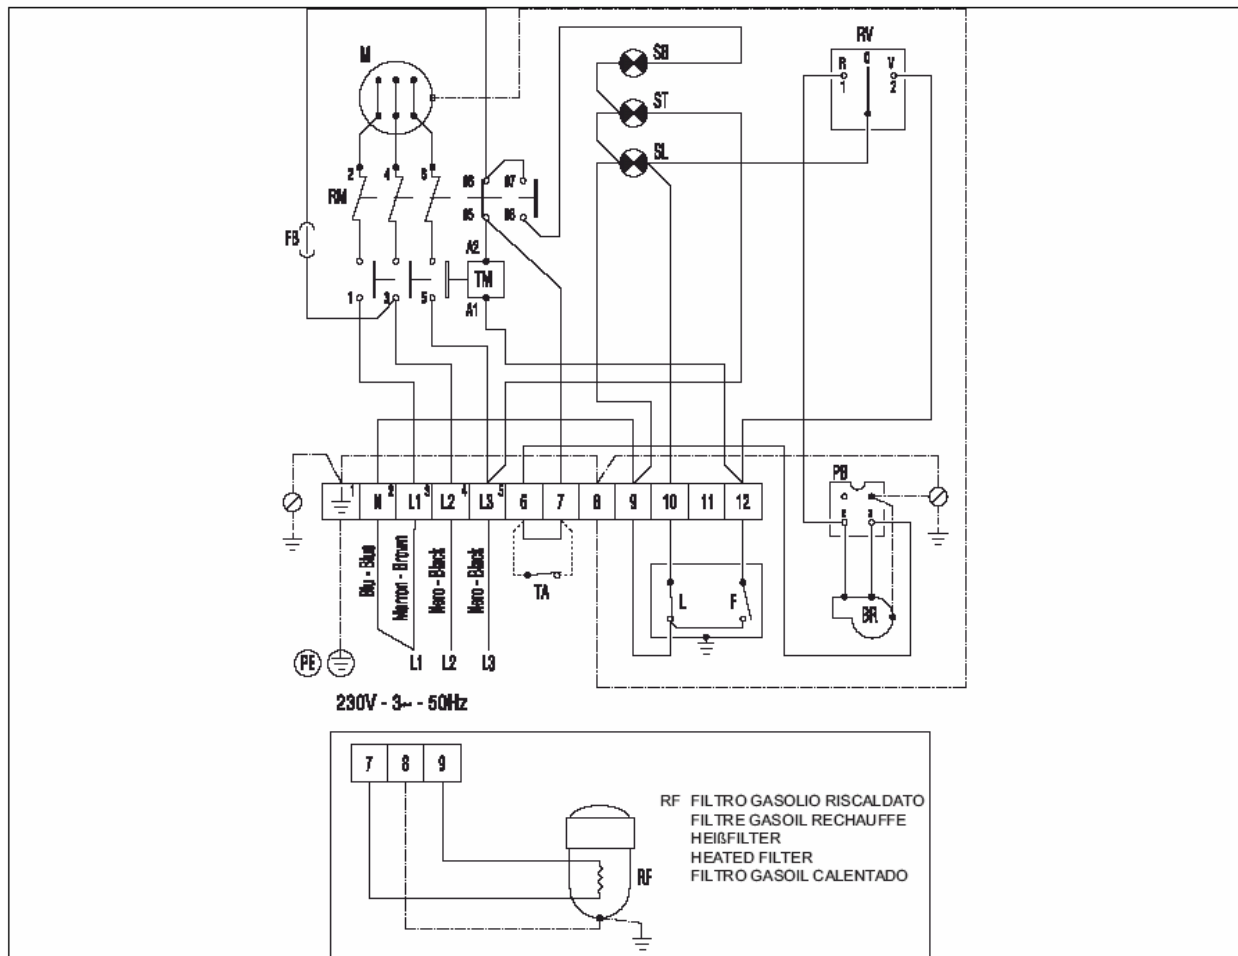 M
SB
ST
SL
RV
R 0 V
1 2
2 4 6
RM
96 97
95 98
FB
A2
TM
A1
1 3 5
1 N 2 L1 3 L2 4 L3 5 6 7 8 9 10 11 12
PB
Blu - Blue
Marron - Brown
Nero - Black
Nero - Black
TA
L F
BR
PE
L1 L2 L3
230V - 3~ - 50Hz
7 8 9
RF
RF FILTRO GASOLIO RISCALDATO
FILTRE GASOIL RECHAUFFE
HEIßFILTER
HEATED FILTER
FILTRO GASOIL CALENTADO